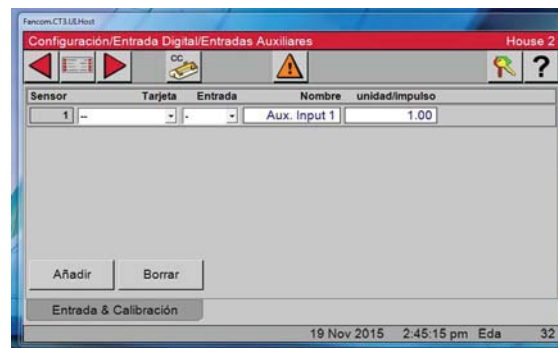 Fancom.CT3.UI.Host
Configuración/Entrada Digital/Entradas Auxiliares House 2
CC ?
Sensor Tarjeta Entrada Nombre unidad/impulso
1 -- - Aux. Input 1 1.00
Añadir Borrar
Entrada & Calibración
19 Nov 2015 2:45:15 pm Eda 32